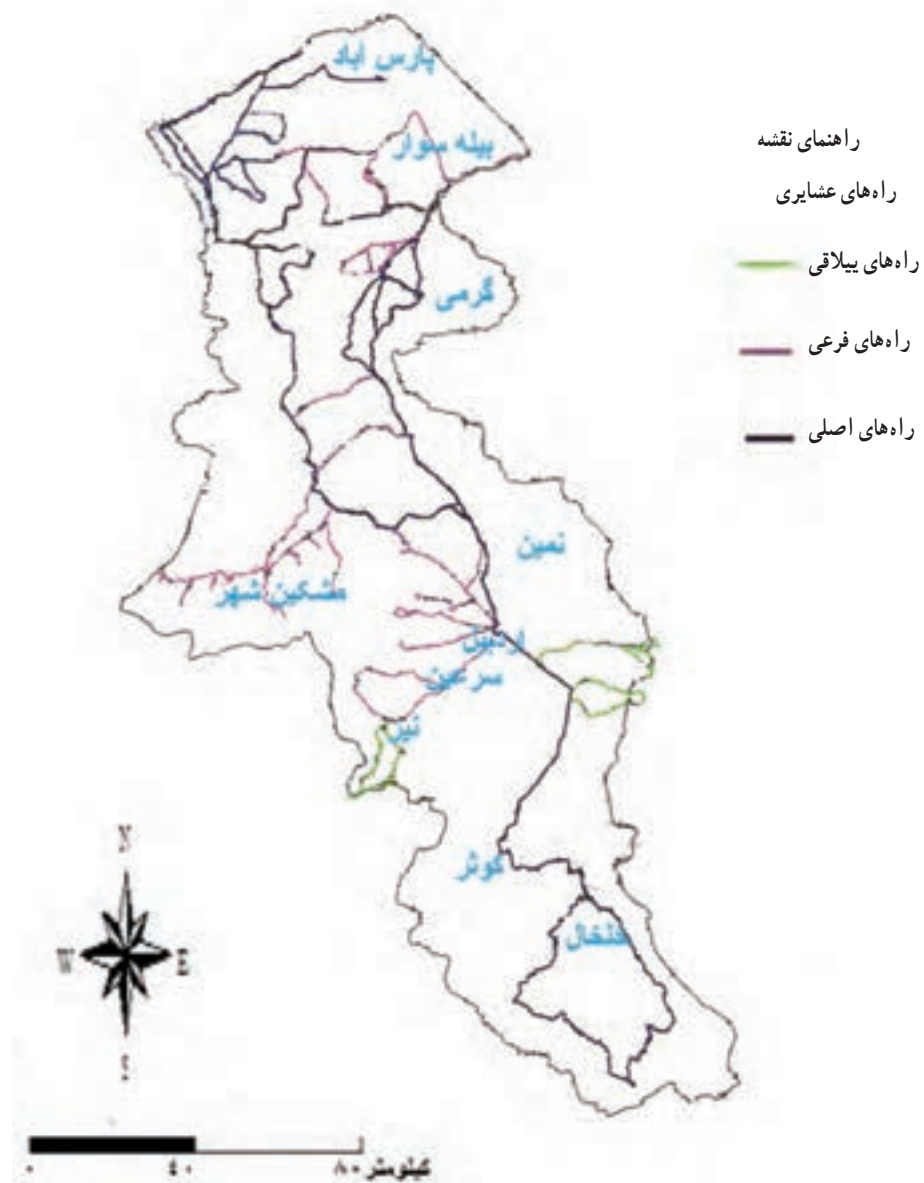 پارس آباد
بیله سوار
گرمی
نمین
مشکین شهر
اردبیل
سرعین
نیر
کوثر
خلخال
راهنمای نقشه
راه‌های عشایری
راه‌های ییلاقی
راه‌های فرعی
راه‌های اصلی
N
W E
S
۰ ۴۰ ۸۰ کیلومتر